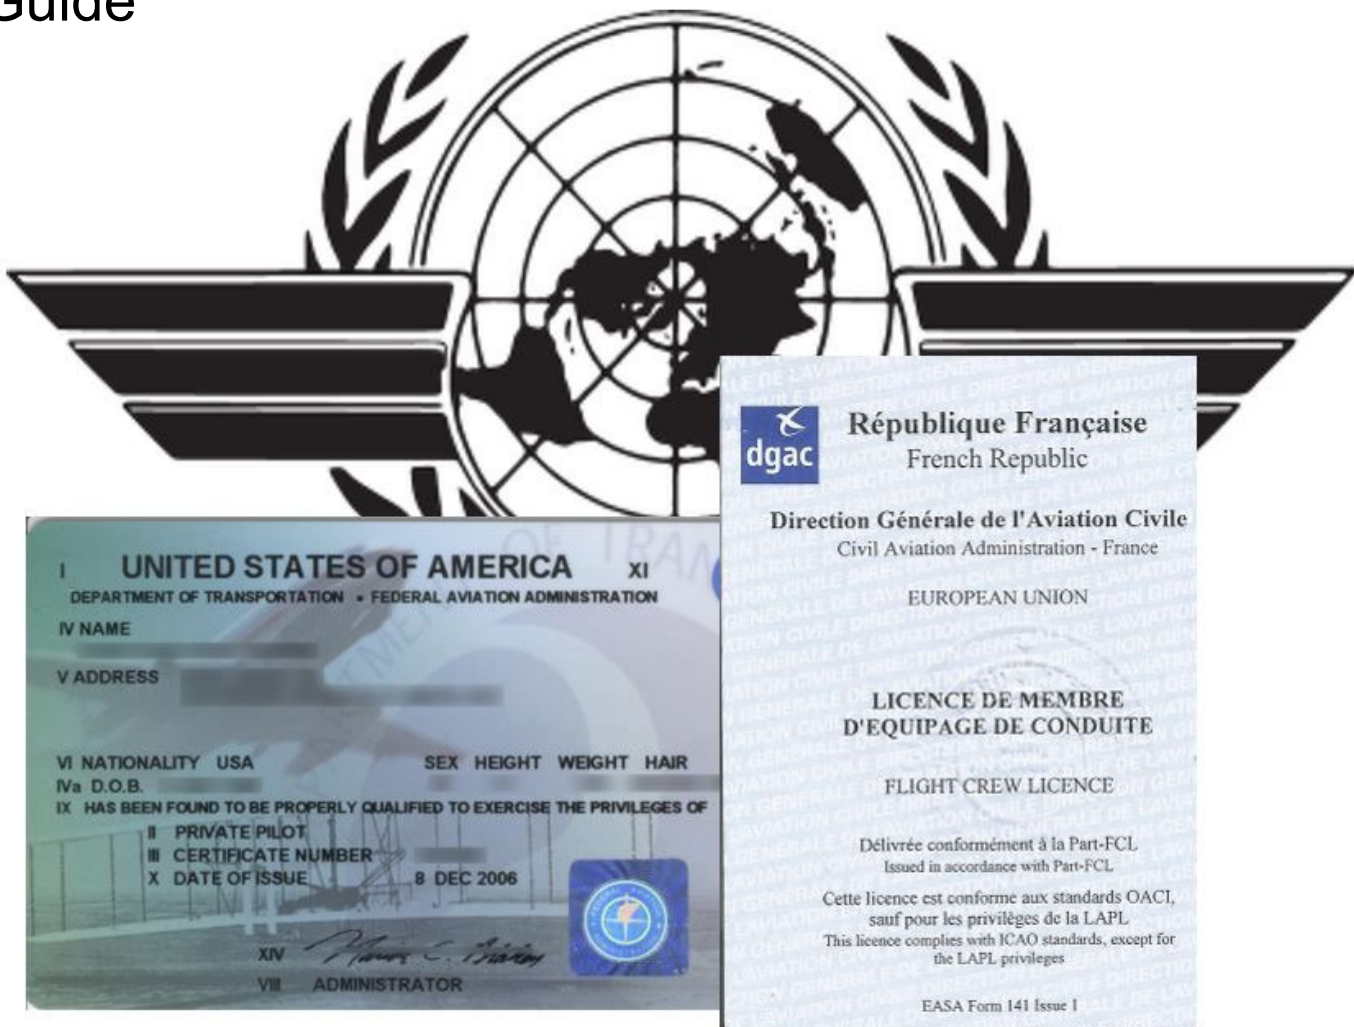 Guide
I UNITED STATES OF AMERICA XI
DEPARTMENT OF TRANSPORTATION • FEDERAL AVIATION ADMINISTRATION
IV NAME
V ADDRESS
VI NATIONALITY USA SEX HEIGHT WEIGHT HAIR
IVa D.O.B.
IX HAS BEEN FOUND TO BE PROPERLY QUALIFIED TO EXERCISE THE PRIVILEGES OF
II PRIVATE PILOT
III CERTIFICATE NUMBER
X DATE OF ISSUE 8 DEC 2006
XIV
VIII ADMINISTRATOR
dgac
République Française
French Republic
Direction Générale de l'Aviation Civile
Civil Aviation Administration - France
EUROPEAN UNION
LICENCE DE MEMBRE
D'EQUIPAGE DE CONDUITE
FLIGHT CREW LICENCE
Délivrée conformément à la Part-FCL
Issued in accordance with Part-FCL
Cette licence est conforme aux standards OACI,
sauf pour les privilèges de la LAPL
This licence complies with ICAO standards, except for
the LAPL privileges
EASA Form 141 Issue 1